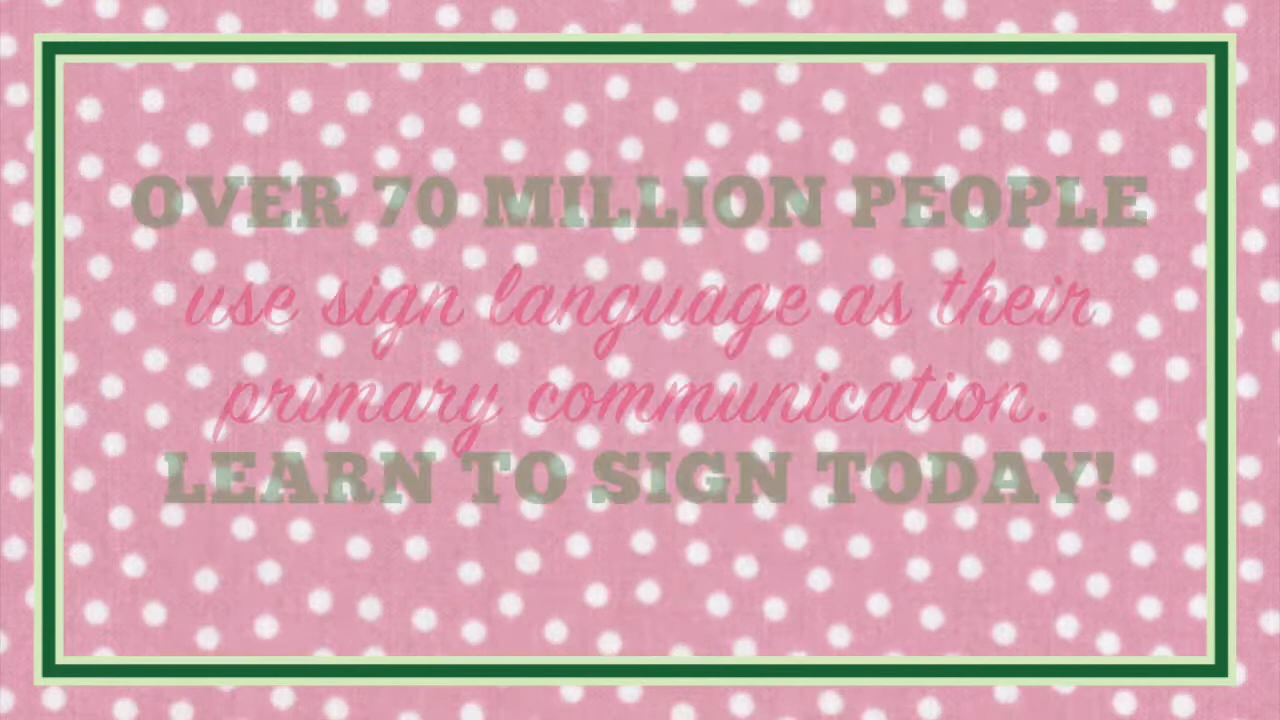 OVER 70 MILLION PEOPLE
use sign language as their
primary communication.
LEARN TO SIGN TODAY!